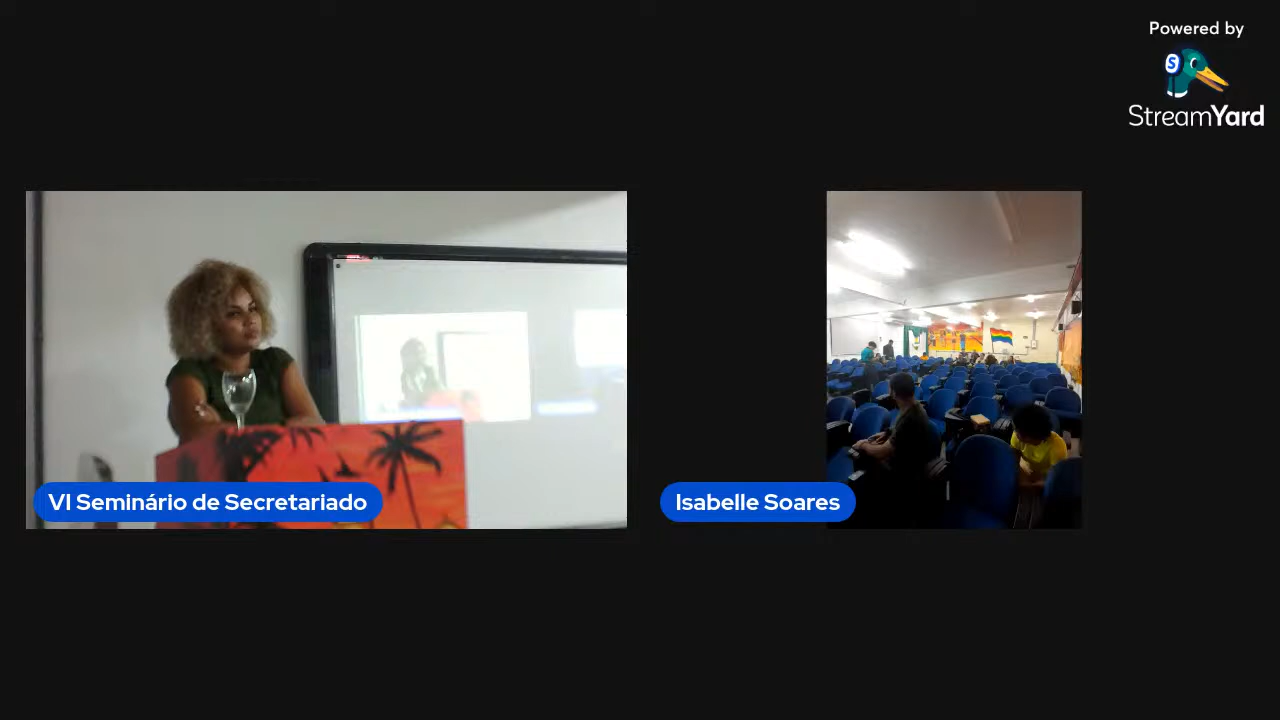 Powered by
StreamYard
VI Seminário de Secretariado
Isabelle Soares